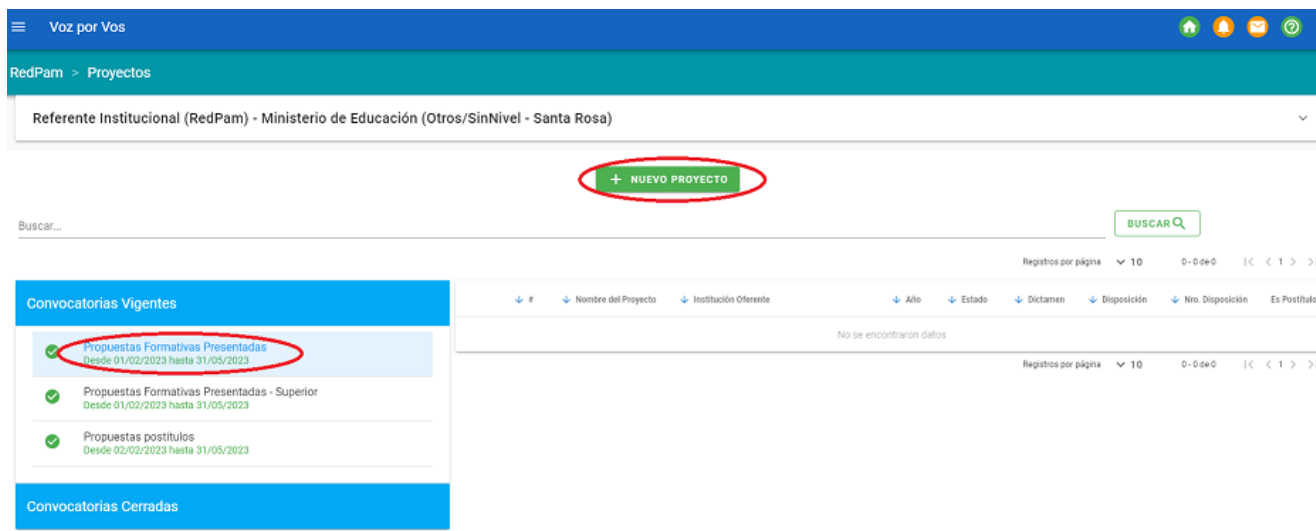 Voz por Vos
RedPam > Proyectos
Referente Institucional (RedPam) - Ministerio de Educación (Otros/SinNivel - Santa Rosa)
+ NUEVO PROYECTO
Buscar...
BUSCAR
Registros por página 10 0-0 de 0 |< < 1 > >|
Convocatorias Vigentes
# Nombre del Proyecto Institución Oferente Año Estado Dictamen Disposición Nro. Disposición Es Postítulo
No se encontraron datos
Propuestas Formativas Presentadas
Desde 01/02/2023 hasta 31/05/2023
Registros por página 10 0-0 de 0 |< < 1 > >|
Propuestas Formativas Presentadas - Superior
Desde 01/02/2023 hasta 31/05/2023
Propuestas postítulos
Desde 02/02/2023 hasta 31/05/2023
Convocatorias Cerradas